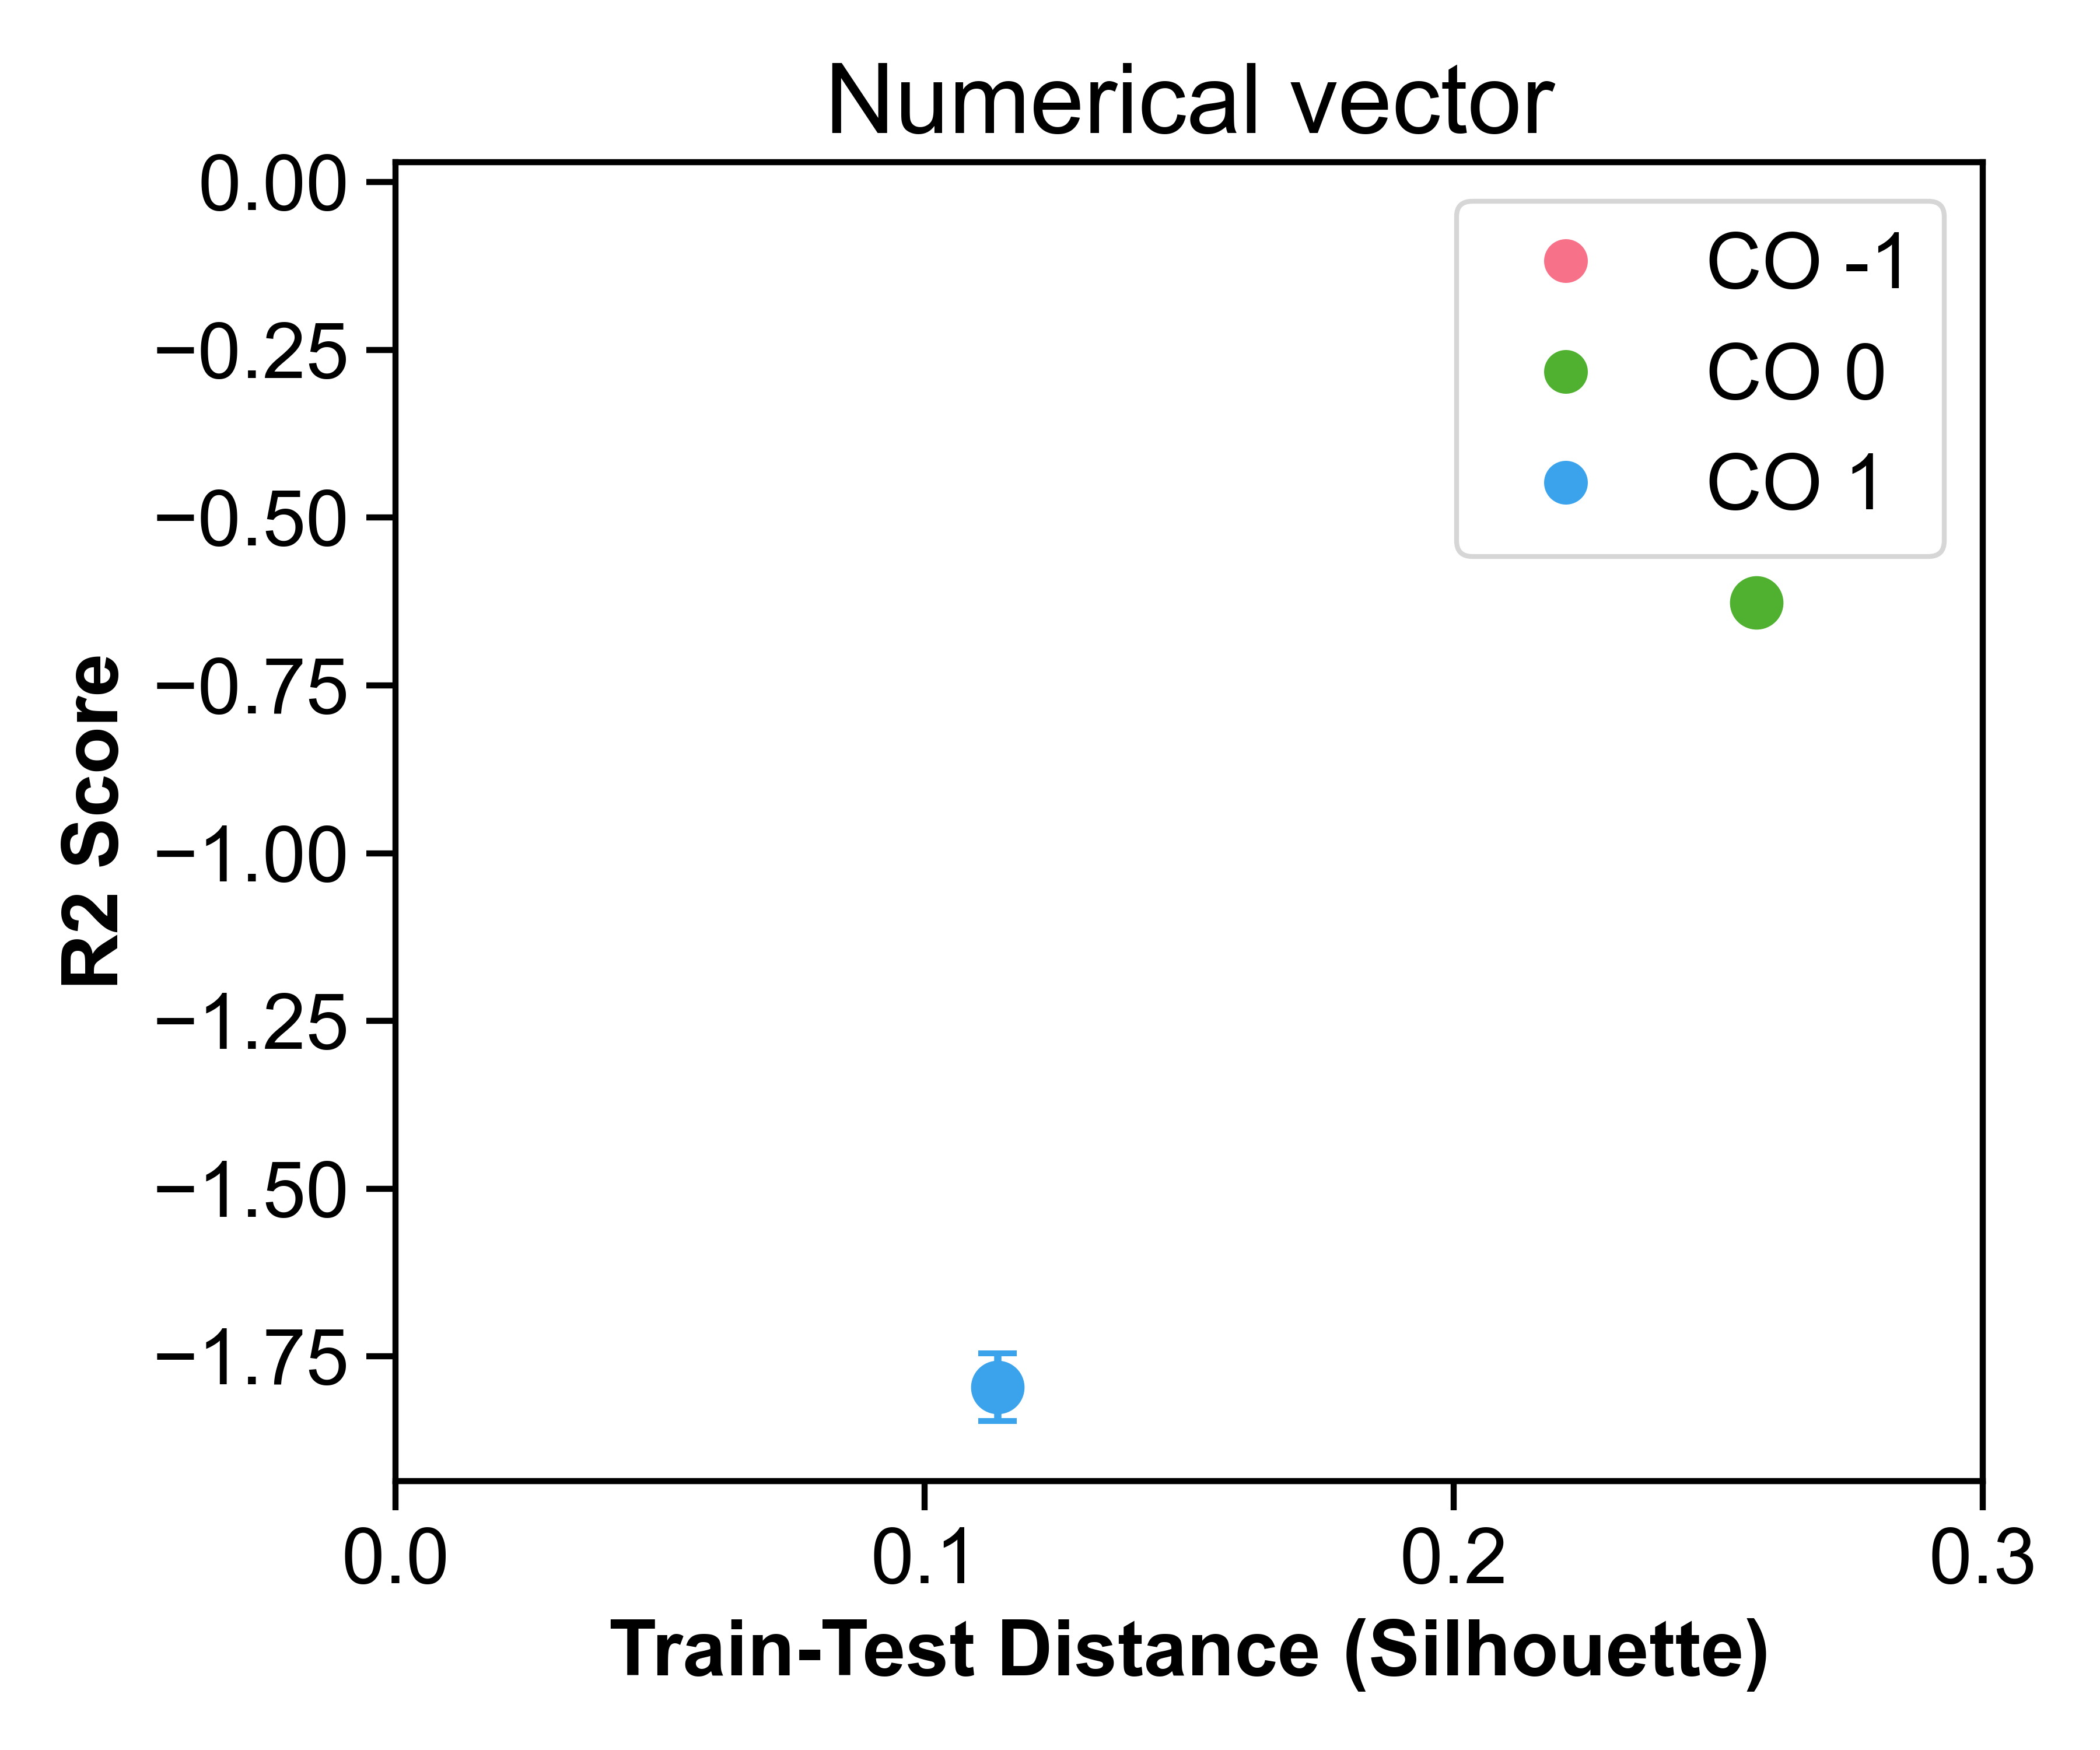 Numerical vector
0.00
−0.25
−0.50
−0.75
−1.00
−1.25
−1.50
−1.75
R2 Score
CO -1
CO 0
CO 1
0.0 0.1 0.2 0.3
Train-Test Distance (Silhouette)